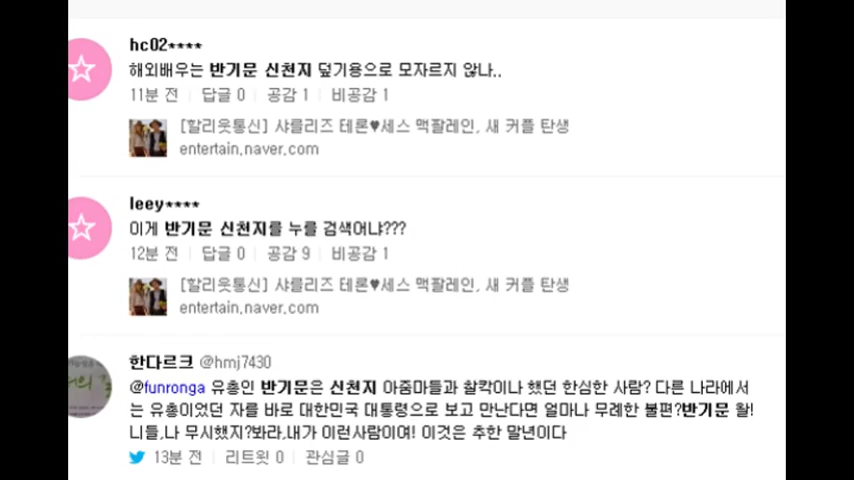 hc02****
해외배우는 반기문 신천지 덮기용으로 모자르지 않나..
11분 전 답글 0 공감 1 비공감 1
[할리웃통신] 샤를리즈 테론♥세스 맥팔레인, 새 커플 탄생
entertain.naver.com
leey****
이게 반기문 신천지를 누를 검색어냐???
12분 전 답글 0 공감 9 비공감 1
[할리웃통신] 샤를리즈 테론♥세스 맥팔레인, 새 커플 탄생
entertain.naver.com
한다르크 @hmj7430
@funronga 유총인 반기문은 신천지 아줌마들과 찰칵이나 했던 한심한 사람? 다른 나라에서
는 유총이었던 자를 바로 대한민국 대통령으로 보고 만난다면 얼마나 무례한 불편?반기문 왈!
니들,나 무시했지?봐라,내가 이런사람이여! 이것은 추한 말년이다
13분 전 리트윗 0 관심글 0